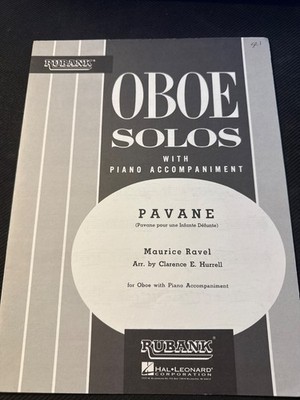 RUBANK®
OBOE
SOLOS
WITH
PIANO ACCOMPANIMENT
PAVANE
(Pavane pour une Infante Défunte)
Maurice Ravel
Arr. by Clarence E. Hurrell
for Oboe with Piano Accompaniment
RUBANK®
HAL•LEONARD®
CORPORATION